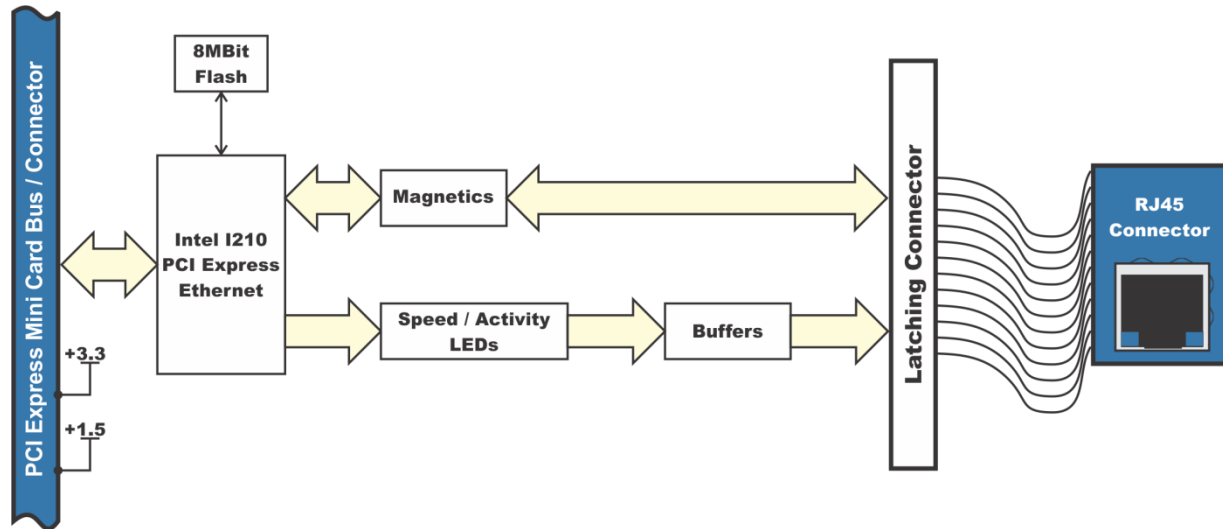 PCI Express Mini Card Bus / Connector
8MBit
Flash
Intel I210
PCI Express
Ethernet
Magnetics
Speed / Activity
LEDs
Buffers
Latching Connector
RJ45
Connector
+3.3
+1.5